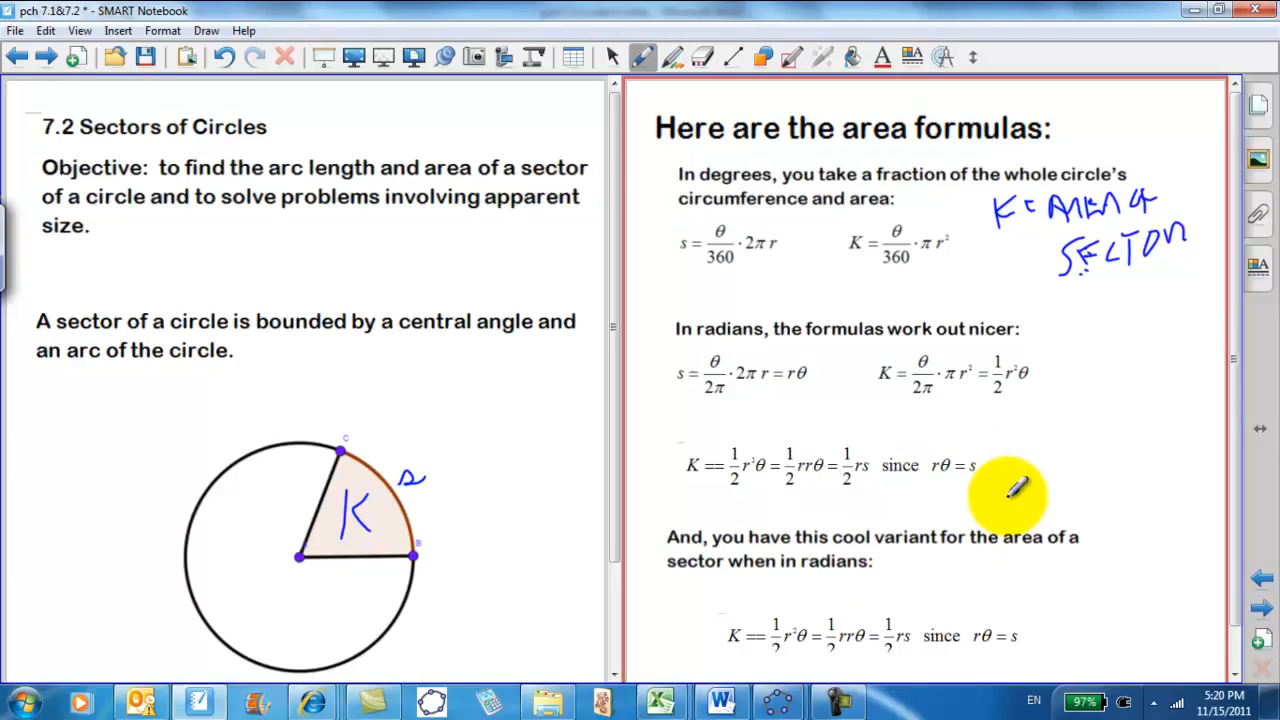 pch 7.1&7.2 * - SMART Notebook
File Edit View Insert Format Draw Help
7.2 Sectors of Circles
Objective: to find the arc length and area of a sector
of a circle and to solve problems involving apparent
size.
A sector of a circle is bounded by a central angle and
an arc of the circle.
C
s
K
B
Here are the area formulas:
In degrees, you take a fraction of the whole circle's
circumference and area:
K = AREA of
SECTOR
s = θ/360 · 2π r K = θ/360 · π r²
In radians, the formulas work out nicer:
s = θ/2π · 2π r = rθ K = θ/2π · π r² = 1/2 r²θ
K == 1/2 r²θ = 1/2 rrθ = 1/2 rs since rθ = s
And, you have this cool variant for the area of a
sector when in radians:
K == 1/2 r²θ = 1/2 rrθ = 1/2 rs since rθ = s
EN 97% 5:20 PM
11/15/2011